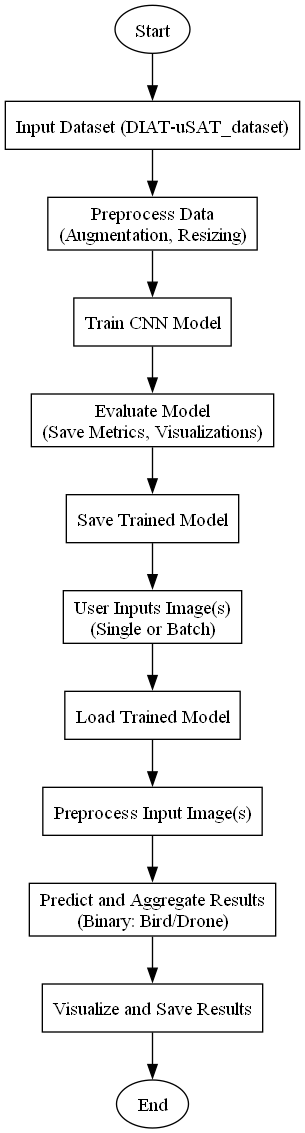 Start
Input Dataset (DIAT-uSAT_dataset)
Preprocess Data
(Augmentation, Resizing)
Train CNN Model
Evaluate Model
(Save Metrics, Visualizations)
Save Trained Model
User Inputs Image(s)
(Single or Batch)
Load Trained Model
Preprocess Input Image(s)
Predict and Aggregate Results
(Binary: Bird/Drone)
Visualize and Save Results
End